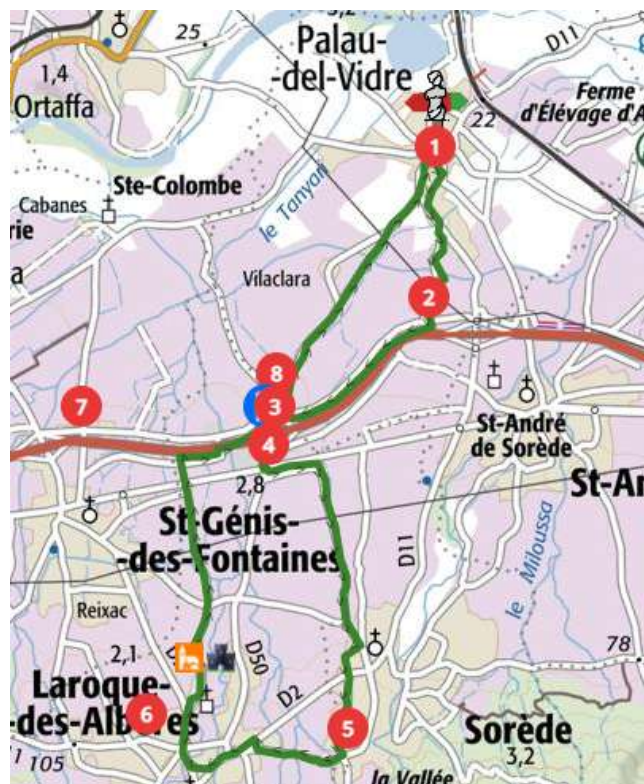 3,2
25
Palau-
-del-Vidre
D11
1,4
Ortaffa
Ferme
d'Élevage d'A
22
1
Ste-Colombe
le Tanyari
Cabanes
rie
a
Vilaclara
2
8
7
3
4
St-André
de Sorède
2,8
St-An
St-Génis-
-des-Fontaines
D11
le Miloussa
Reixac
2,1
D50
78
Laroque-
-des-Albères
D2
6
5
Sorède
3,2
105
la Vallée